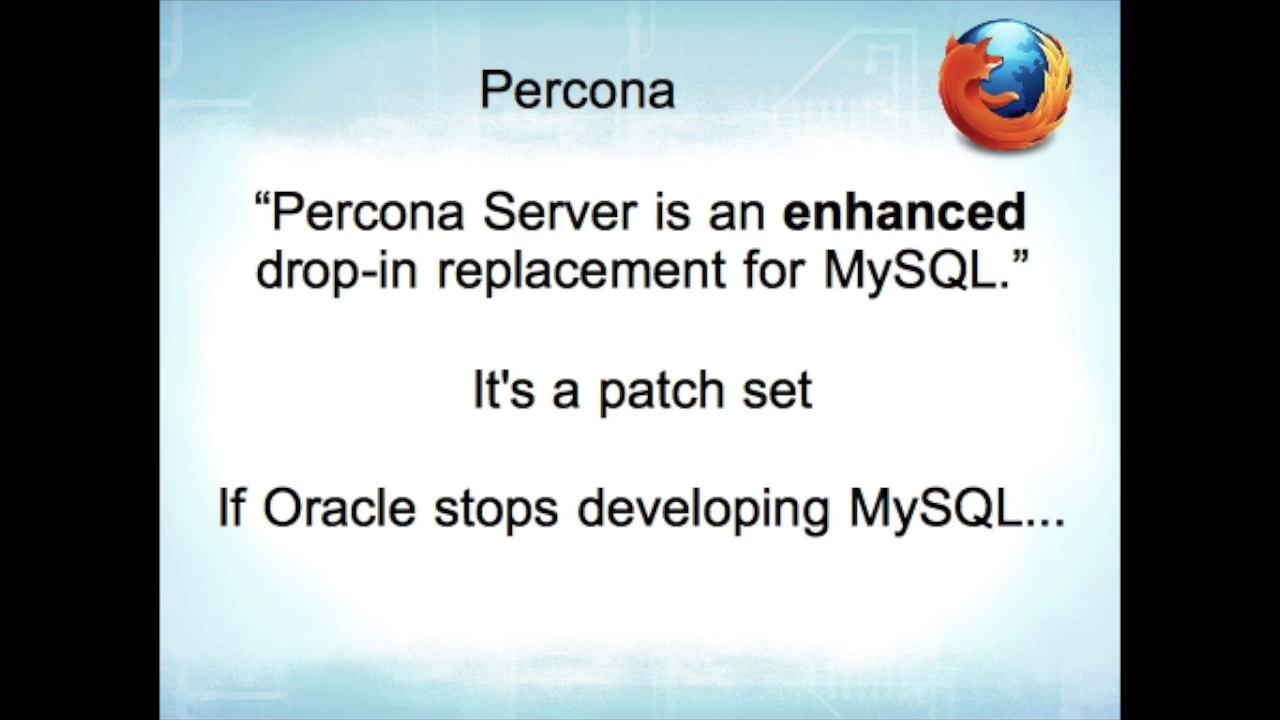 Percona
“Percona Server is an enhanced
drop-in replacement for MySQL.”
It's a patch set
If Oracle stops developing MySQL...